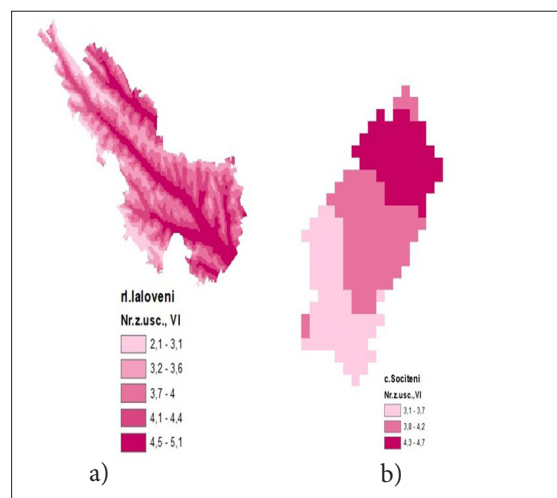 rl.Ialoveni
Nr.z.usc., VI
2,1 - 3,1
3,2 - 3,6
3,7 - 4
4,1 - 4,4
4,5 - 5,1
a)
c.Sociteni
Nr.z.usc.,VI
3,1 - 3,7
3,8 - 4,2
4,3 - 4,7
b)